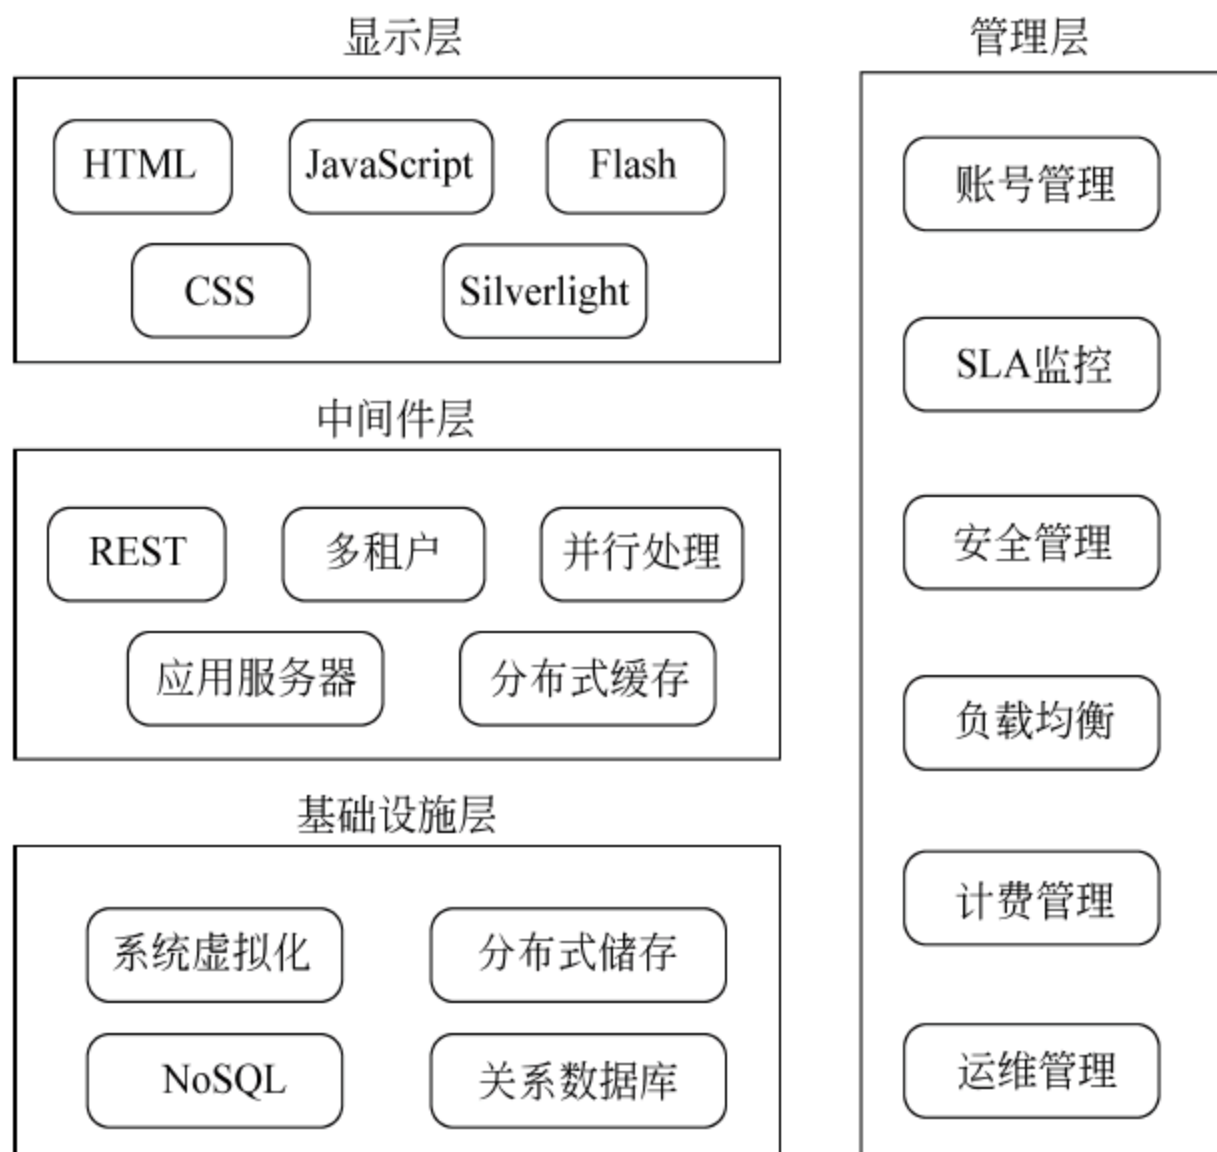 显示层
HTML
JavaScript
Flash
CSS
Silverlight
中间件层
REST
多租户
并行处理
应用服务器
分布式缓存
基础设施层
系统虚拟化
分布式储存
NoSQL
关系数据库
管理层
账号管理
SLA监控
安全管理
负载均衡
计费管理
运维管理